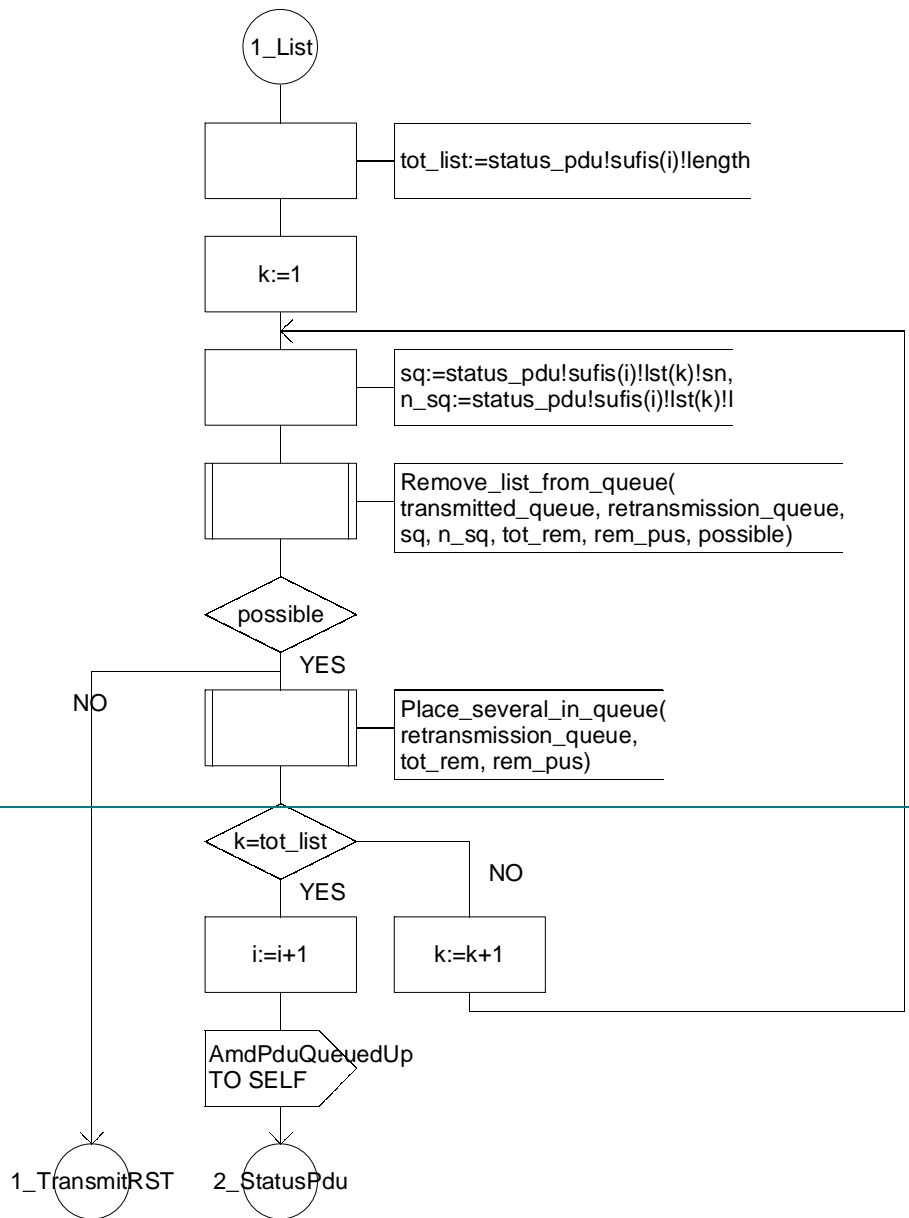 1_List
tot_list:=status_pdu!sufis(i)!length
k:=1
sq:=status_pdu!sufis(i)!lst(k)!sn,
n_sq:=status_pdu!sufis(i)!lst(k)!l
Remove_list_from_queue(
transmitted_queue, retransmission_queue,
sq, n_sq, tot_rem, rem_pus, possible)
possible
YES
NO
Place_several_in_queue(
retransmission_queue,
tot_rem, rem_pus)
k=tot_list
NO
YES
i:=i+1
k:=k+1
AmdPduQueuedUp
TO SELF
1_TransmitRST
2_StatusPdu